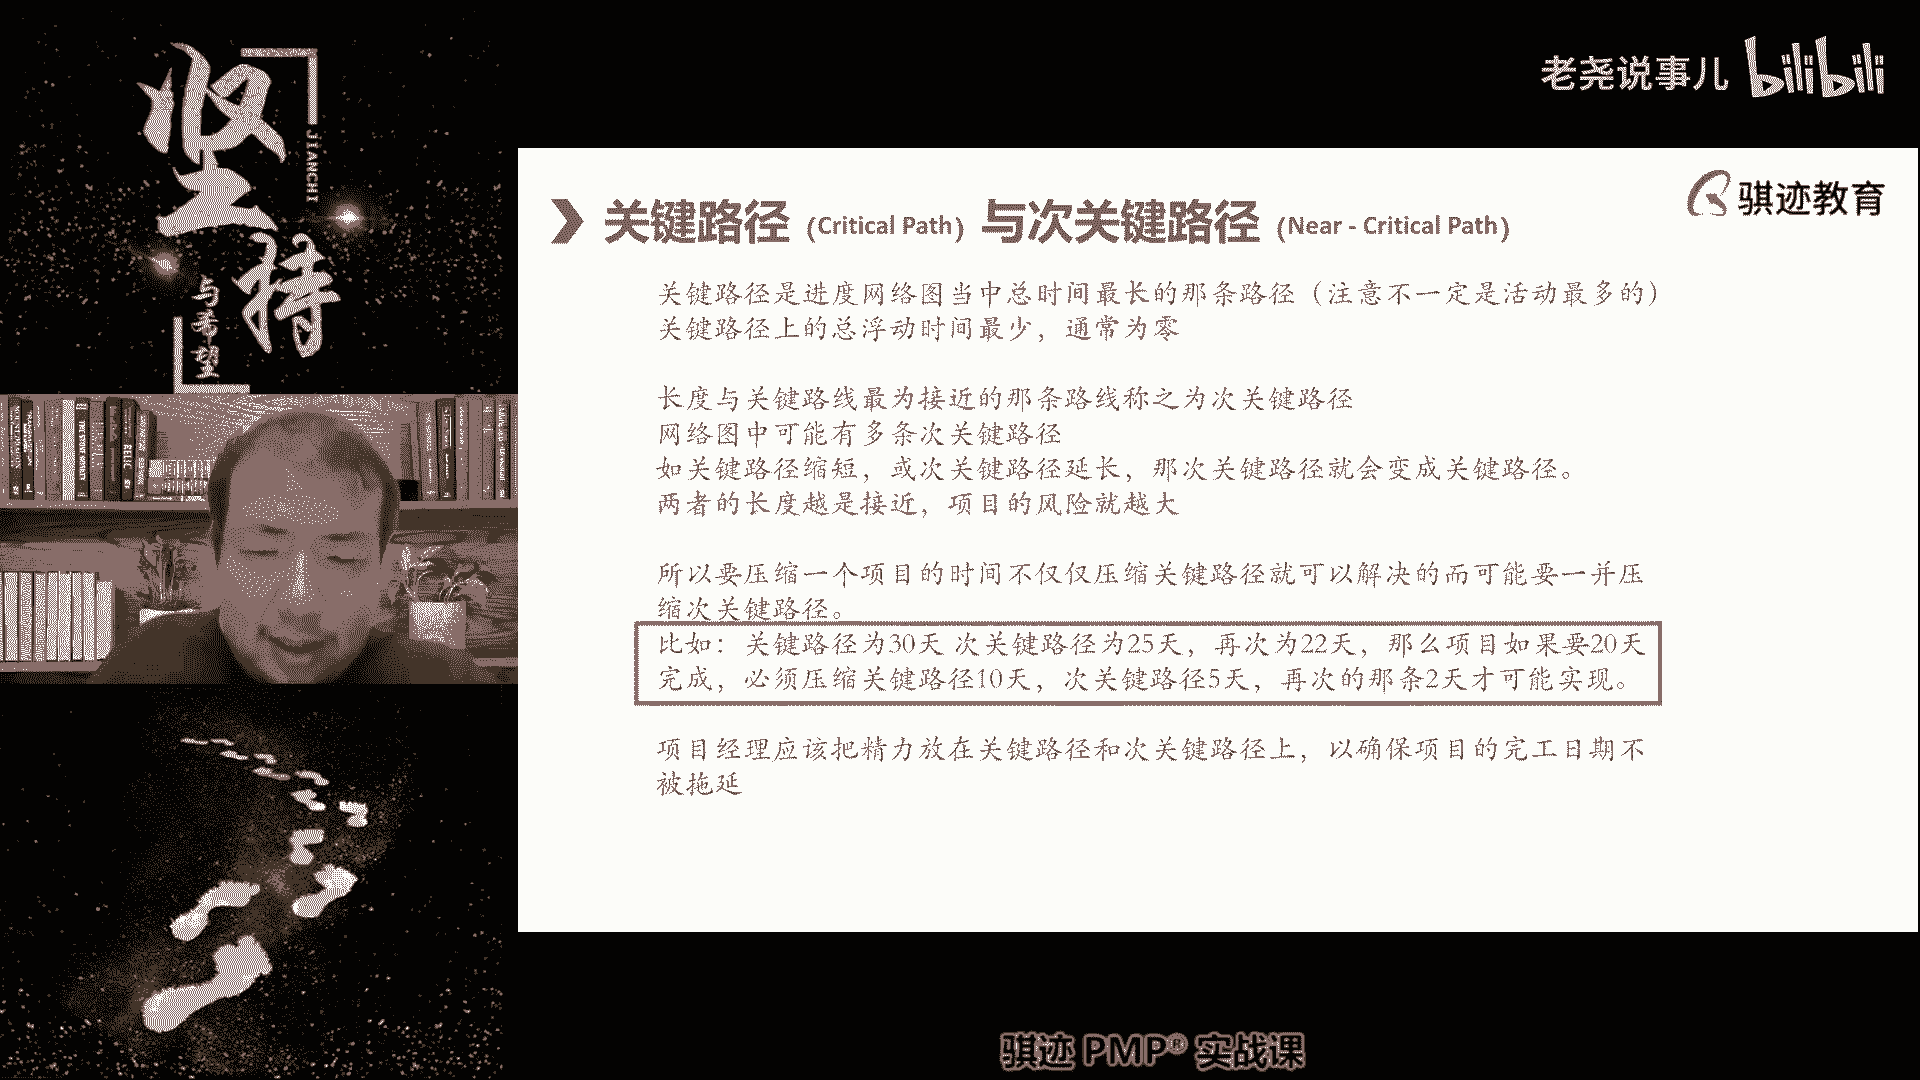 坚持
JIANCHI
与希望
老尧说事儿 bilibili
骐迹教育
关键路径 (Critical Path) 与次关键路径 (Near - Critical Path)
关键路径是进度网络图当中总时间最长的那条路径（注意不一定是活动最多的）
关键路径上的总浮动时间最少，通常为零
长度与关键路线最为接近的那条路线称之为次关键路径
网络图中可能有多条次关键路径
如关键路径缩短，或次关键路径延长，那次关键路径就会变成关键路径。
两者的长度越是接近，项目的风险就越大
所以要压缩一个项目的时间不仅仅压缩关键路径就可以解决的而可能要一并压
缩次关键路径。
比如：关键路径为30天 次关键路径为25天，再次为22天，那么项目如果要20天
完成，必须压缩关键路径10天，次关键路径5天，再次的那条2天才可能实现。
项目经理应该把精力放在关键路径和次关键路径上，以确保项目的完工日期不
被拖延
骐迹 PMP® 实战课